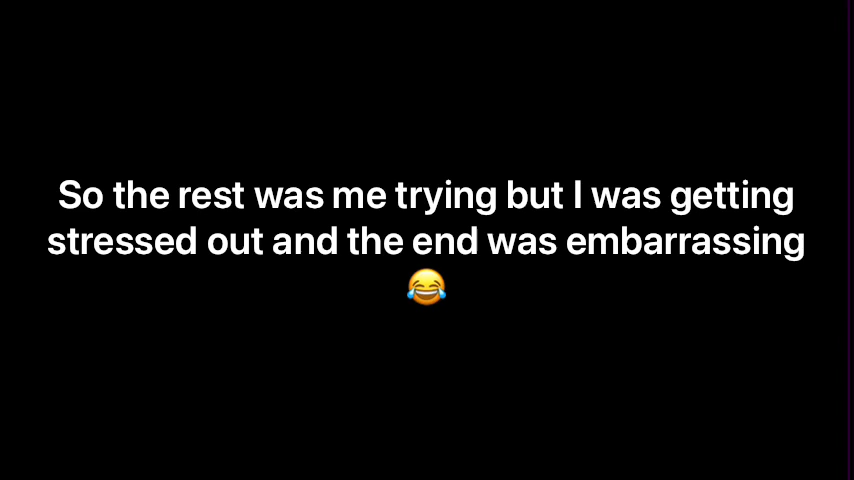 So the rest was me trying but I was getting
stressed out and the end was embarrassing
😂